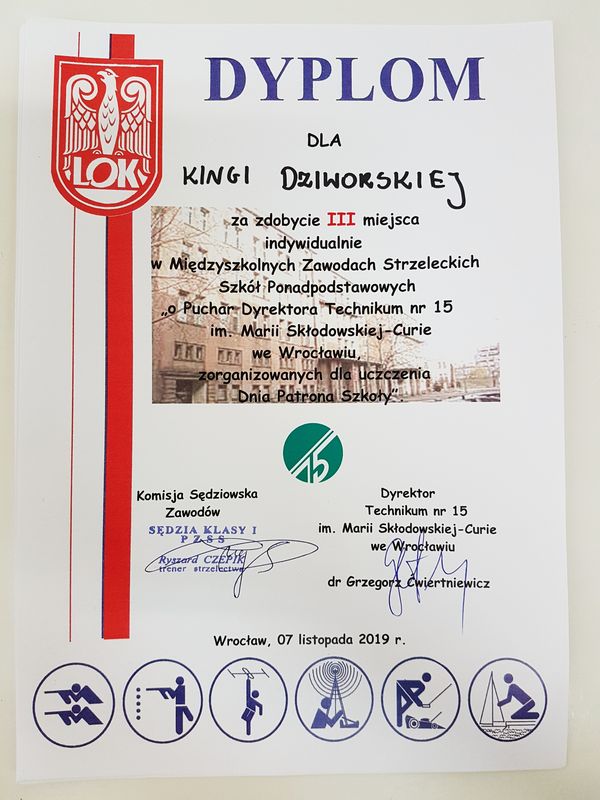 DYPLOM
LOK
DLA
KINGI DZIWORSKIEJ
za zdobycie III miejsca
indywidualnie
w Międzyszkolnych Zawodach Strzeleckich
Szkół Ponadpodstawowych
„o Puchar Dyrektora Technikum nr 15
im. Marii Skłodowskiej-Curie
we Wrocławiu,
zorganizowanych dla uczczenia
Dnia Patrona Szkoły”.
15
Komisja Sędziowska
Zawodów
SĘDZIA KLASY I
P Z S S
Ryszard CZEPIK
trener strzelectwa
Dyrektor
Technikum nr 15
im. Marii Skłodowskiej-Curie
we Wrocławiu
dr Grzegorz Ćwiertniewicz
Wrocław, 07 listopada 2019 r.